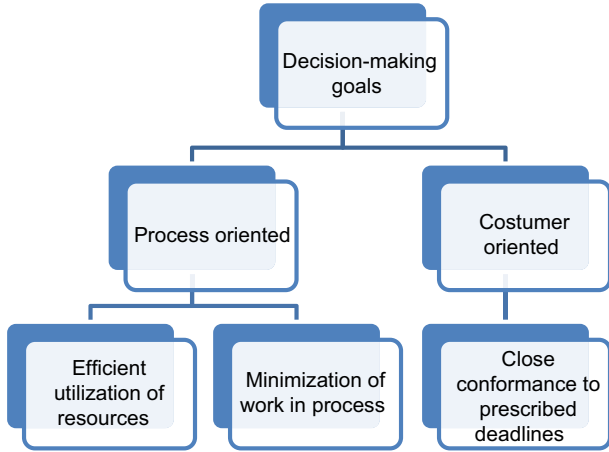 Decision-making
goals
Process oriented
Costumer
oriented
Efficient
utilization of
resources
Minimization of
work in process
Close
conformance to
prescribed
deadlines